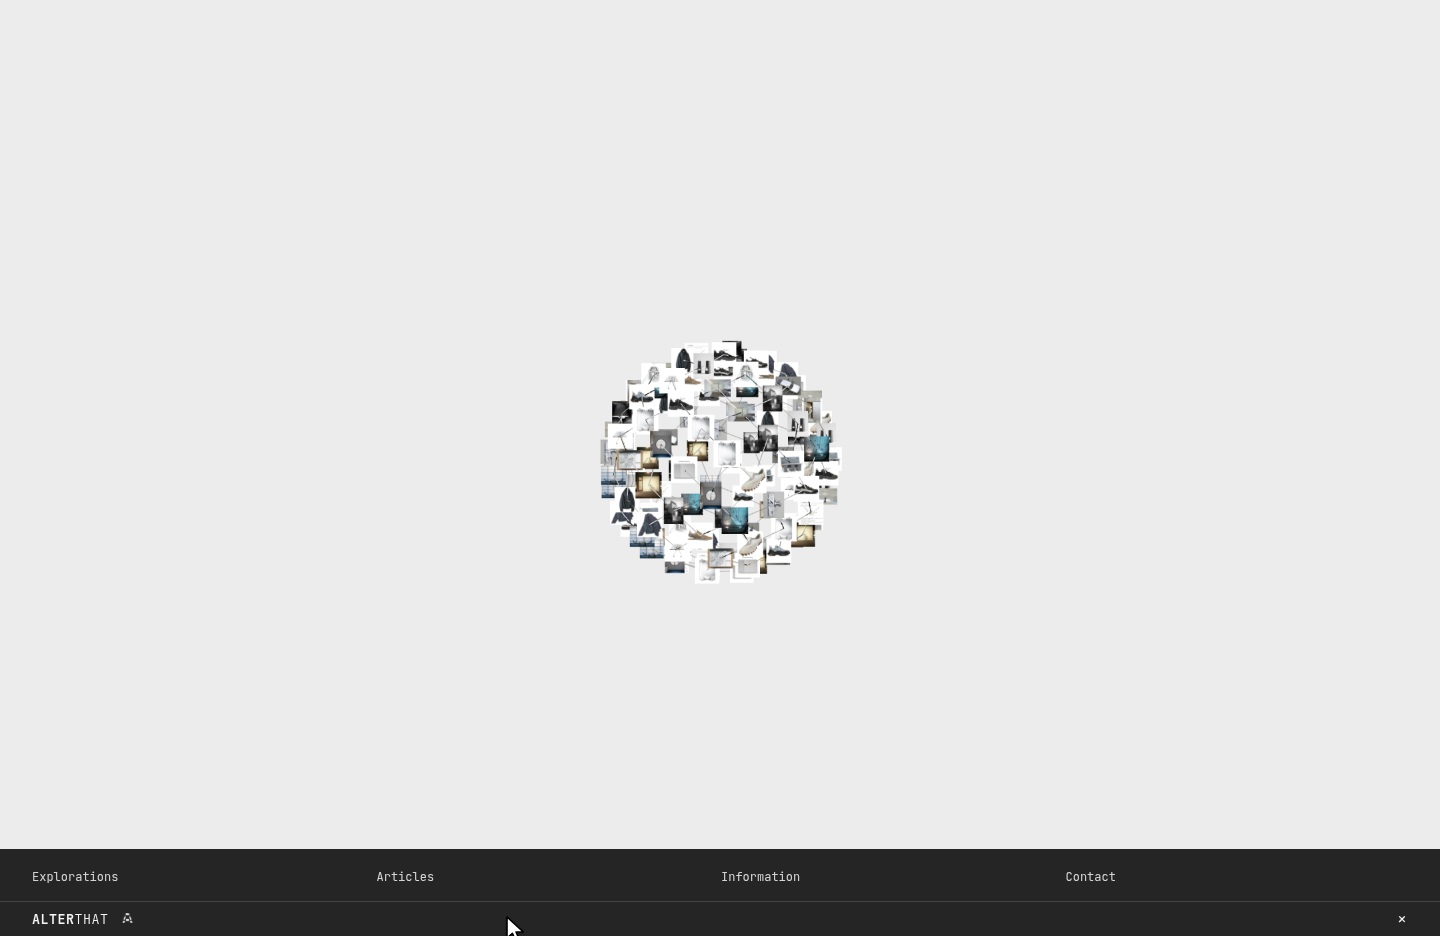 Explorations
Articles
Information
Contact
ALTERTHAT
×